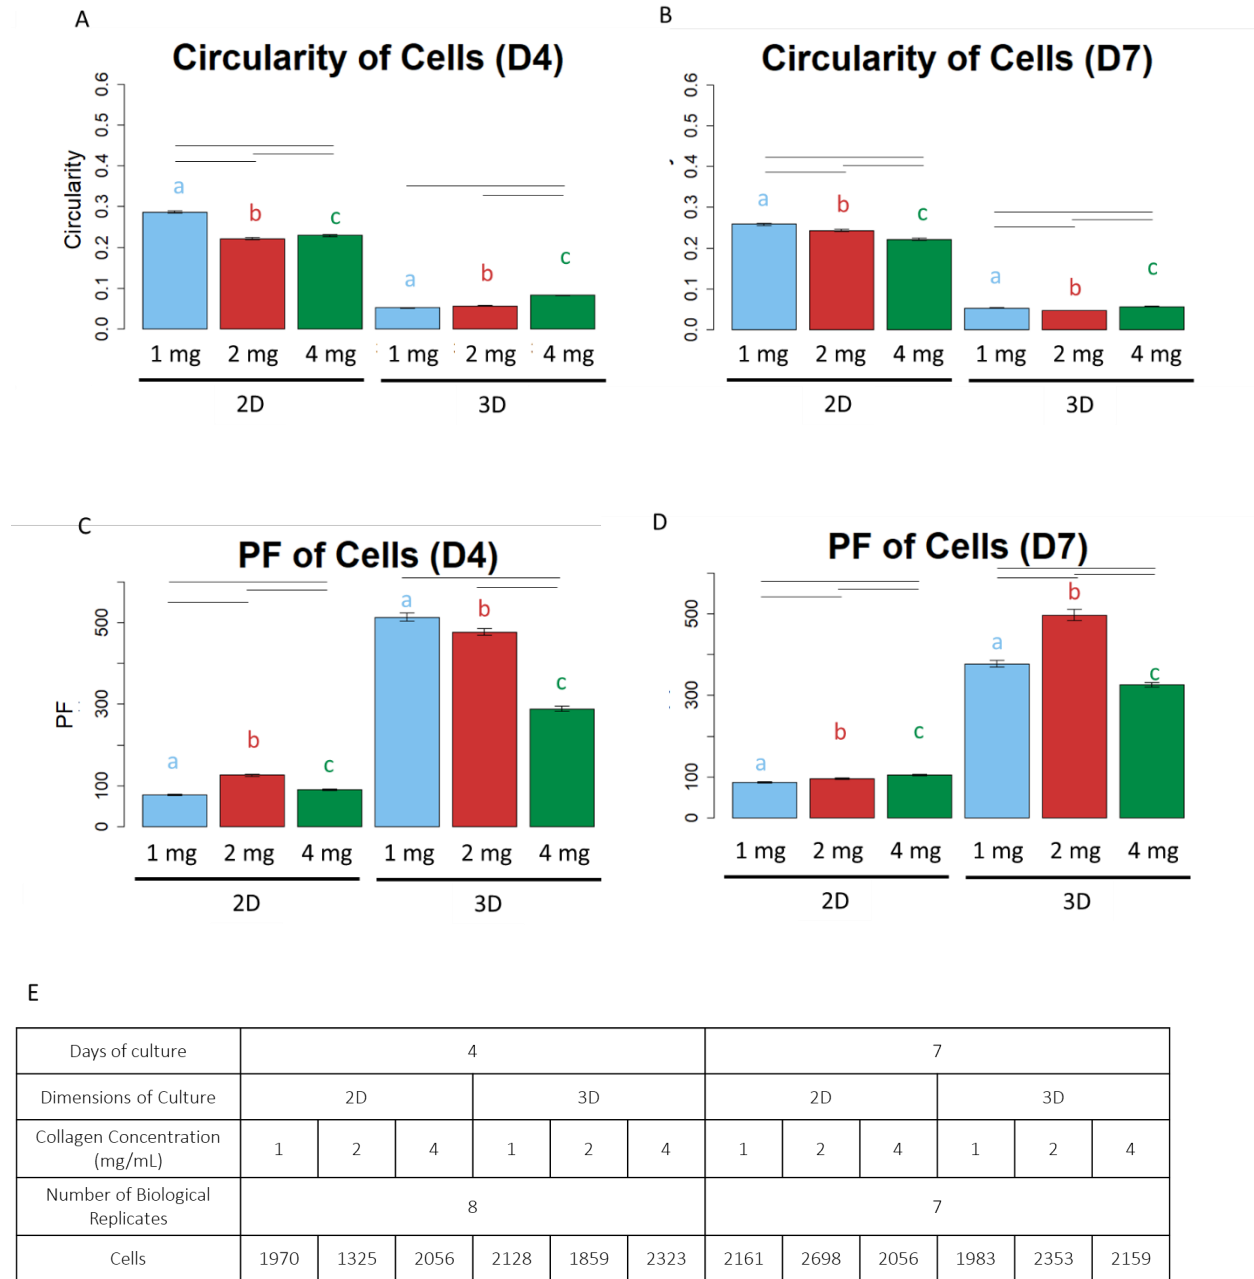 A
Circularity of Cells (D4)
Circularity
0.0 0.1 0.2 0.3 0.4 0.5 0.6
a b c a b c
1 mg 2 mg 4 mg 1 mg 2 mg 4 mg
2D 3D
B
Circularity of Cells (D7)
0.0 0.1 0.2 0.3 0.4 0.5 0.6
a b c a b c
1 mg 2 mg 4 mg 1 mg 2 mg 4 mg
2D 3D
C
PF of Cells (D4)
PF
0 100 300 500
a b c a b c
1 mg 2 mg 4 mg 1 mg 2 mg 4 mg
2D 3D
D
PF of Cells (D7)
0 100 300 500
a b c a b c
1 mg 2 mg 4 mg 1 mg 2 mg 4 mg
2D 3D
E
Days of culture 4 7
Dimensions of Culture 2D 3D 2D 3D
Collagen Concentration
(mg/mL) 1 2 4 1 2 4 1 2 4 1 2 4
Number of Biological
Replicates 8 7
Cells 1970 1325 2056 2128 1859 2323 2161 2698 2056 1983 2353 2159